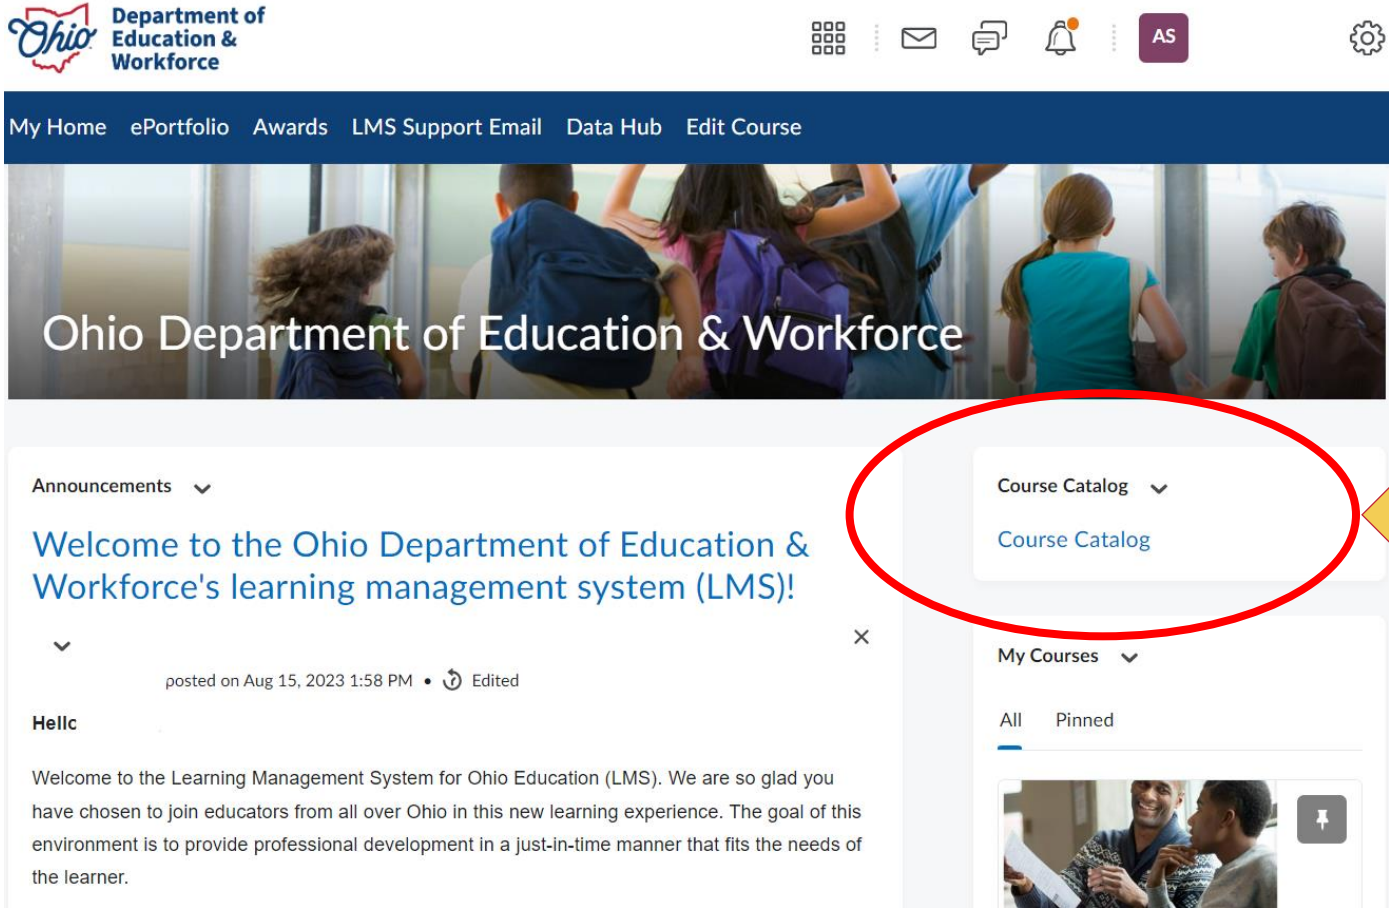 Ohio
Department of
Education &
Workforce
AS
My Home ePortfolio Awards LMS Support Email Data Hub Edit Course
Ohio Department of Education & Workforce
Announcements
Welcome to the Ohio Department of Education &
Workforce's learning management system (LMS)!
posted on Aug 15, 2023 1:58 PM • Edited
Welcome to the Learning Management System for Ohio Education (LMS). We are so glad you
have chosen to join educators from all over Ohio in this new learning experience. The goal of this
environment is to provide professional development in a just-in-time manner that fits the needs of
the learner.
Course Catalog
Course Catalog
My Courses
All Pinned